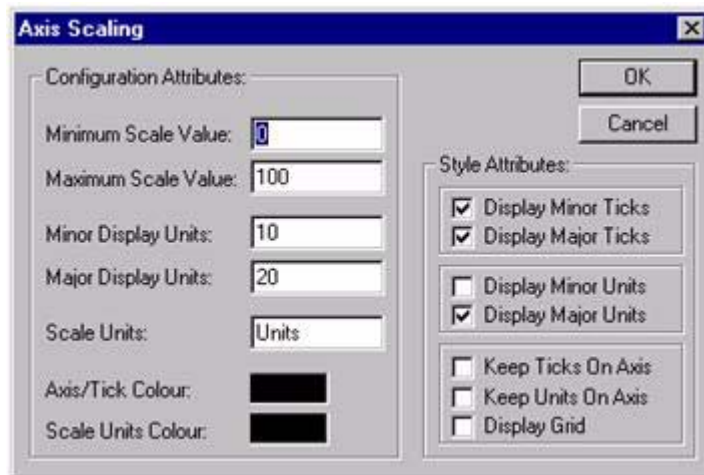 Axis Scaling
Configuration Attributes:
Minimum Scale Value: 0
Maximum Scale Value: 100
Minor Display Units: 10
Major Display Units: 20
Scale Units: Units
Axis/Tick Colour:
Scale Units Colour:
OK
Cancel
Style Attributes:
Display Minor Ticks
Display Major Ticks
Display Minor Units
Display Major Units
Keep Ticks On Axis
Keep Units On Axis
Display Grid